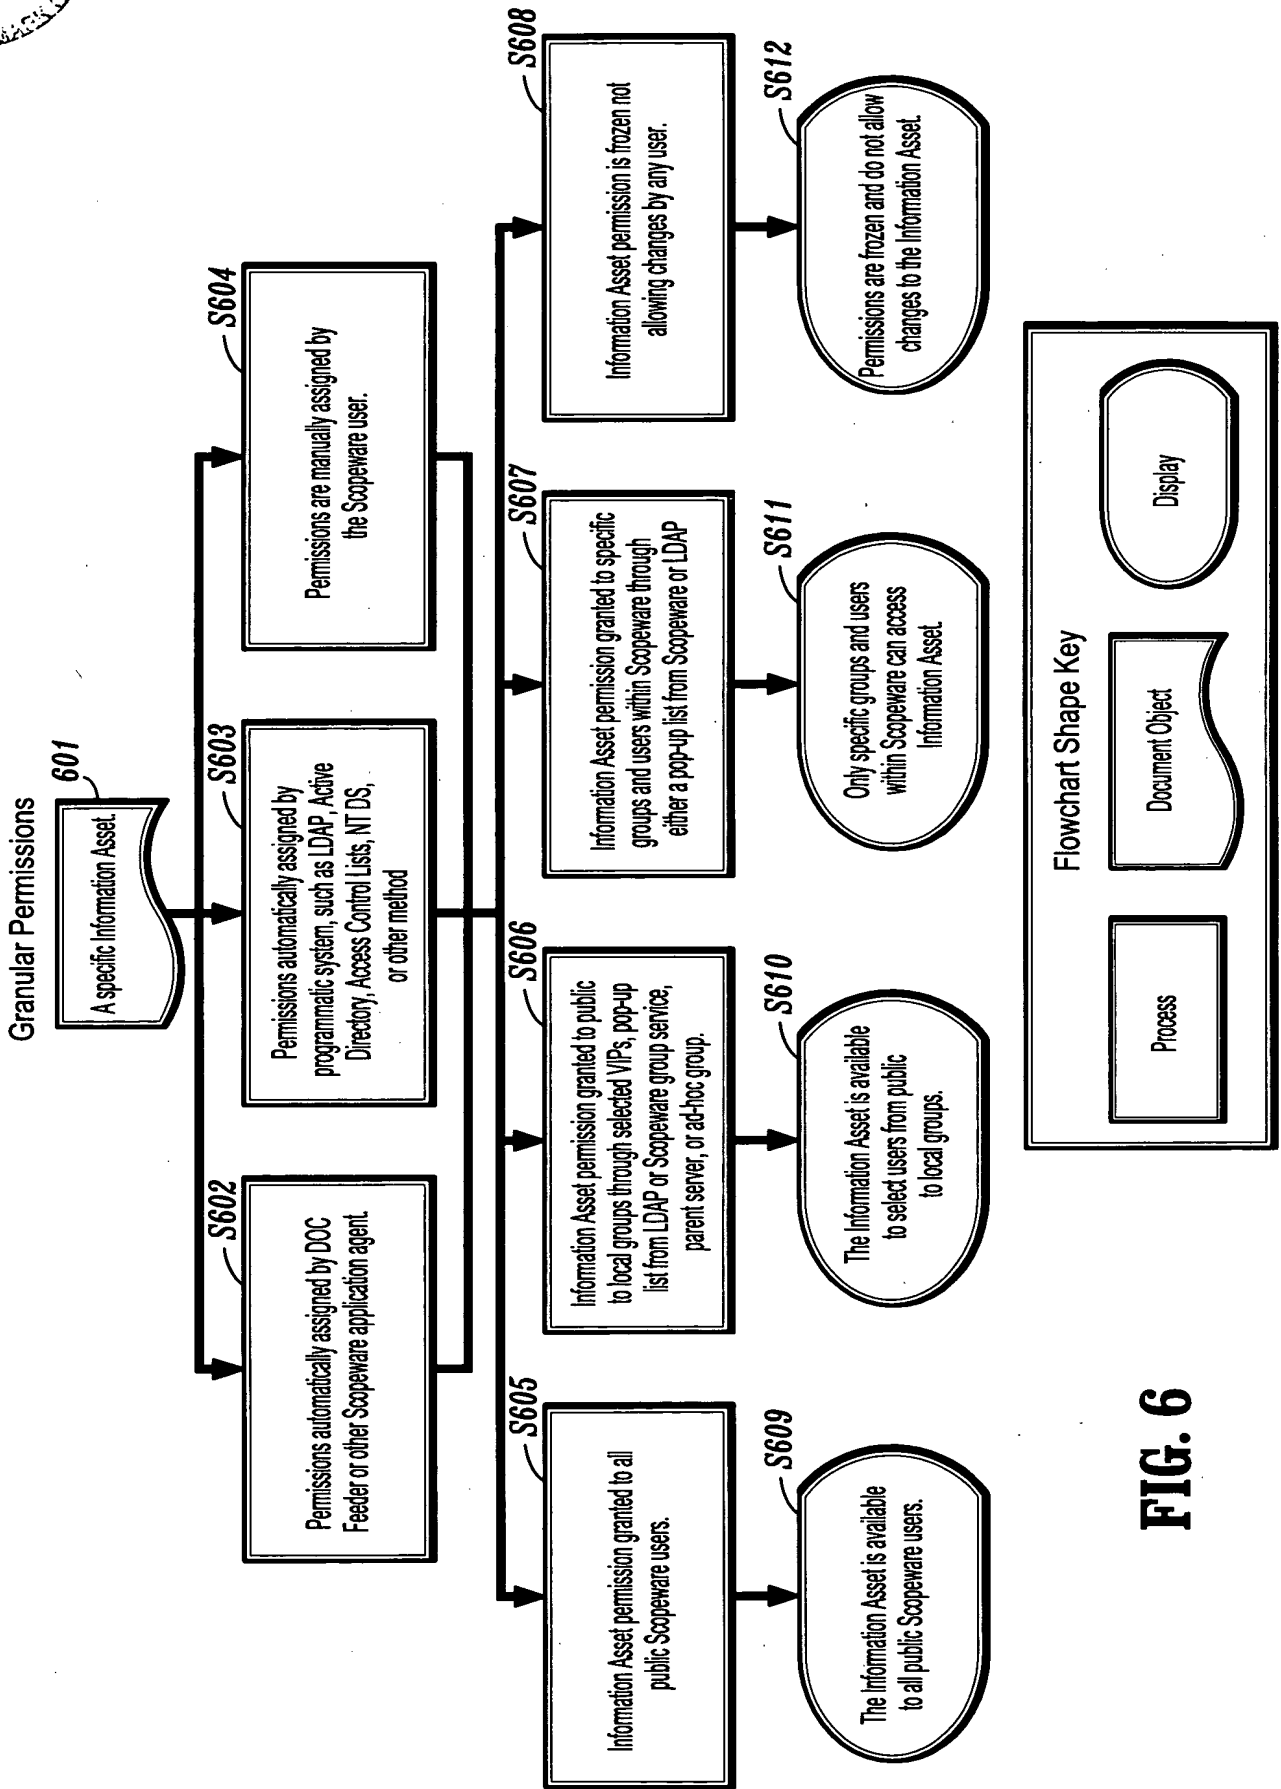 Granular Permissions
601
A specific Information Asset.
S602
Permissions automatically assigned by DOC
Feeder or other Scopeware application agent.
S603
Permissions automatically assigned by
programmatic system, such as LDAP, Active
Directory, Access Control Lists, NT DS,
or other method
S604
Permissions are manually assigned by
the Scopeware user.
S605
Information Asset permission granted to all
public Scopeware users.
S606
Information Asset permission granted to public
to local groups through selected VIPs, pop-up
list from LDAP or Scopeware group service,
parent server, or ad-hoc group.
S607
Information Asset permission granted to specific
groups and users within Scopeware through
either a pop-up list from Scopeware or LDAP
S608
Information Asset permission is frozen not
allowing changes by any user.
S609
The Information Asset is available
to all public Scopeware users.
S610
The Information Asset is available
to select users from public
to local groups.
S611
Only specific groups and users
within Scopeware can access
Information Asset.
S612
Permissions are frozen and do not allow
changes to the Information Asset.
Flowchart Shape Key
Process
Document Object
Display
FIG. 6